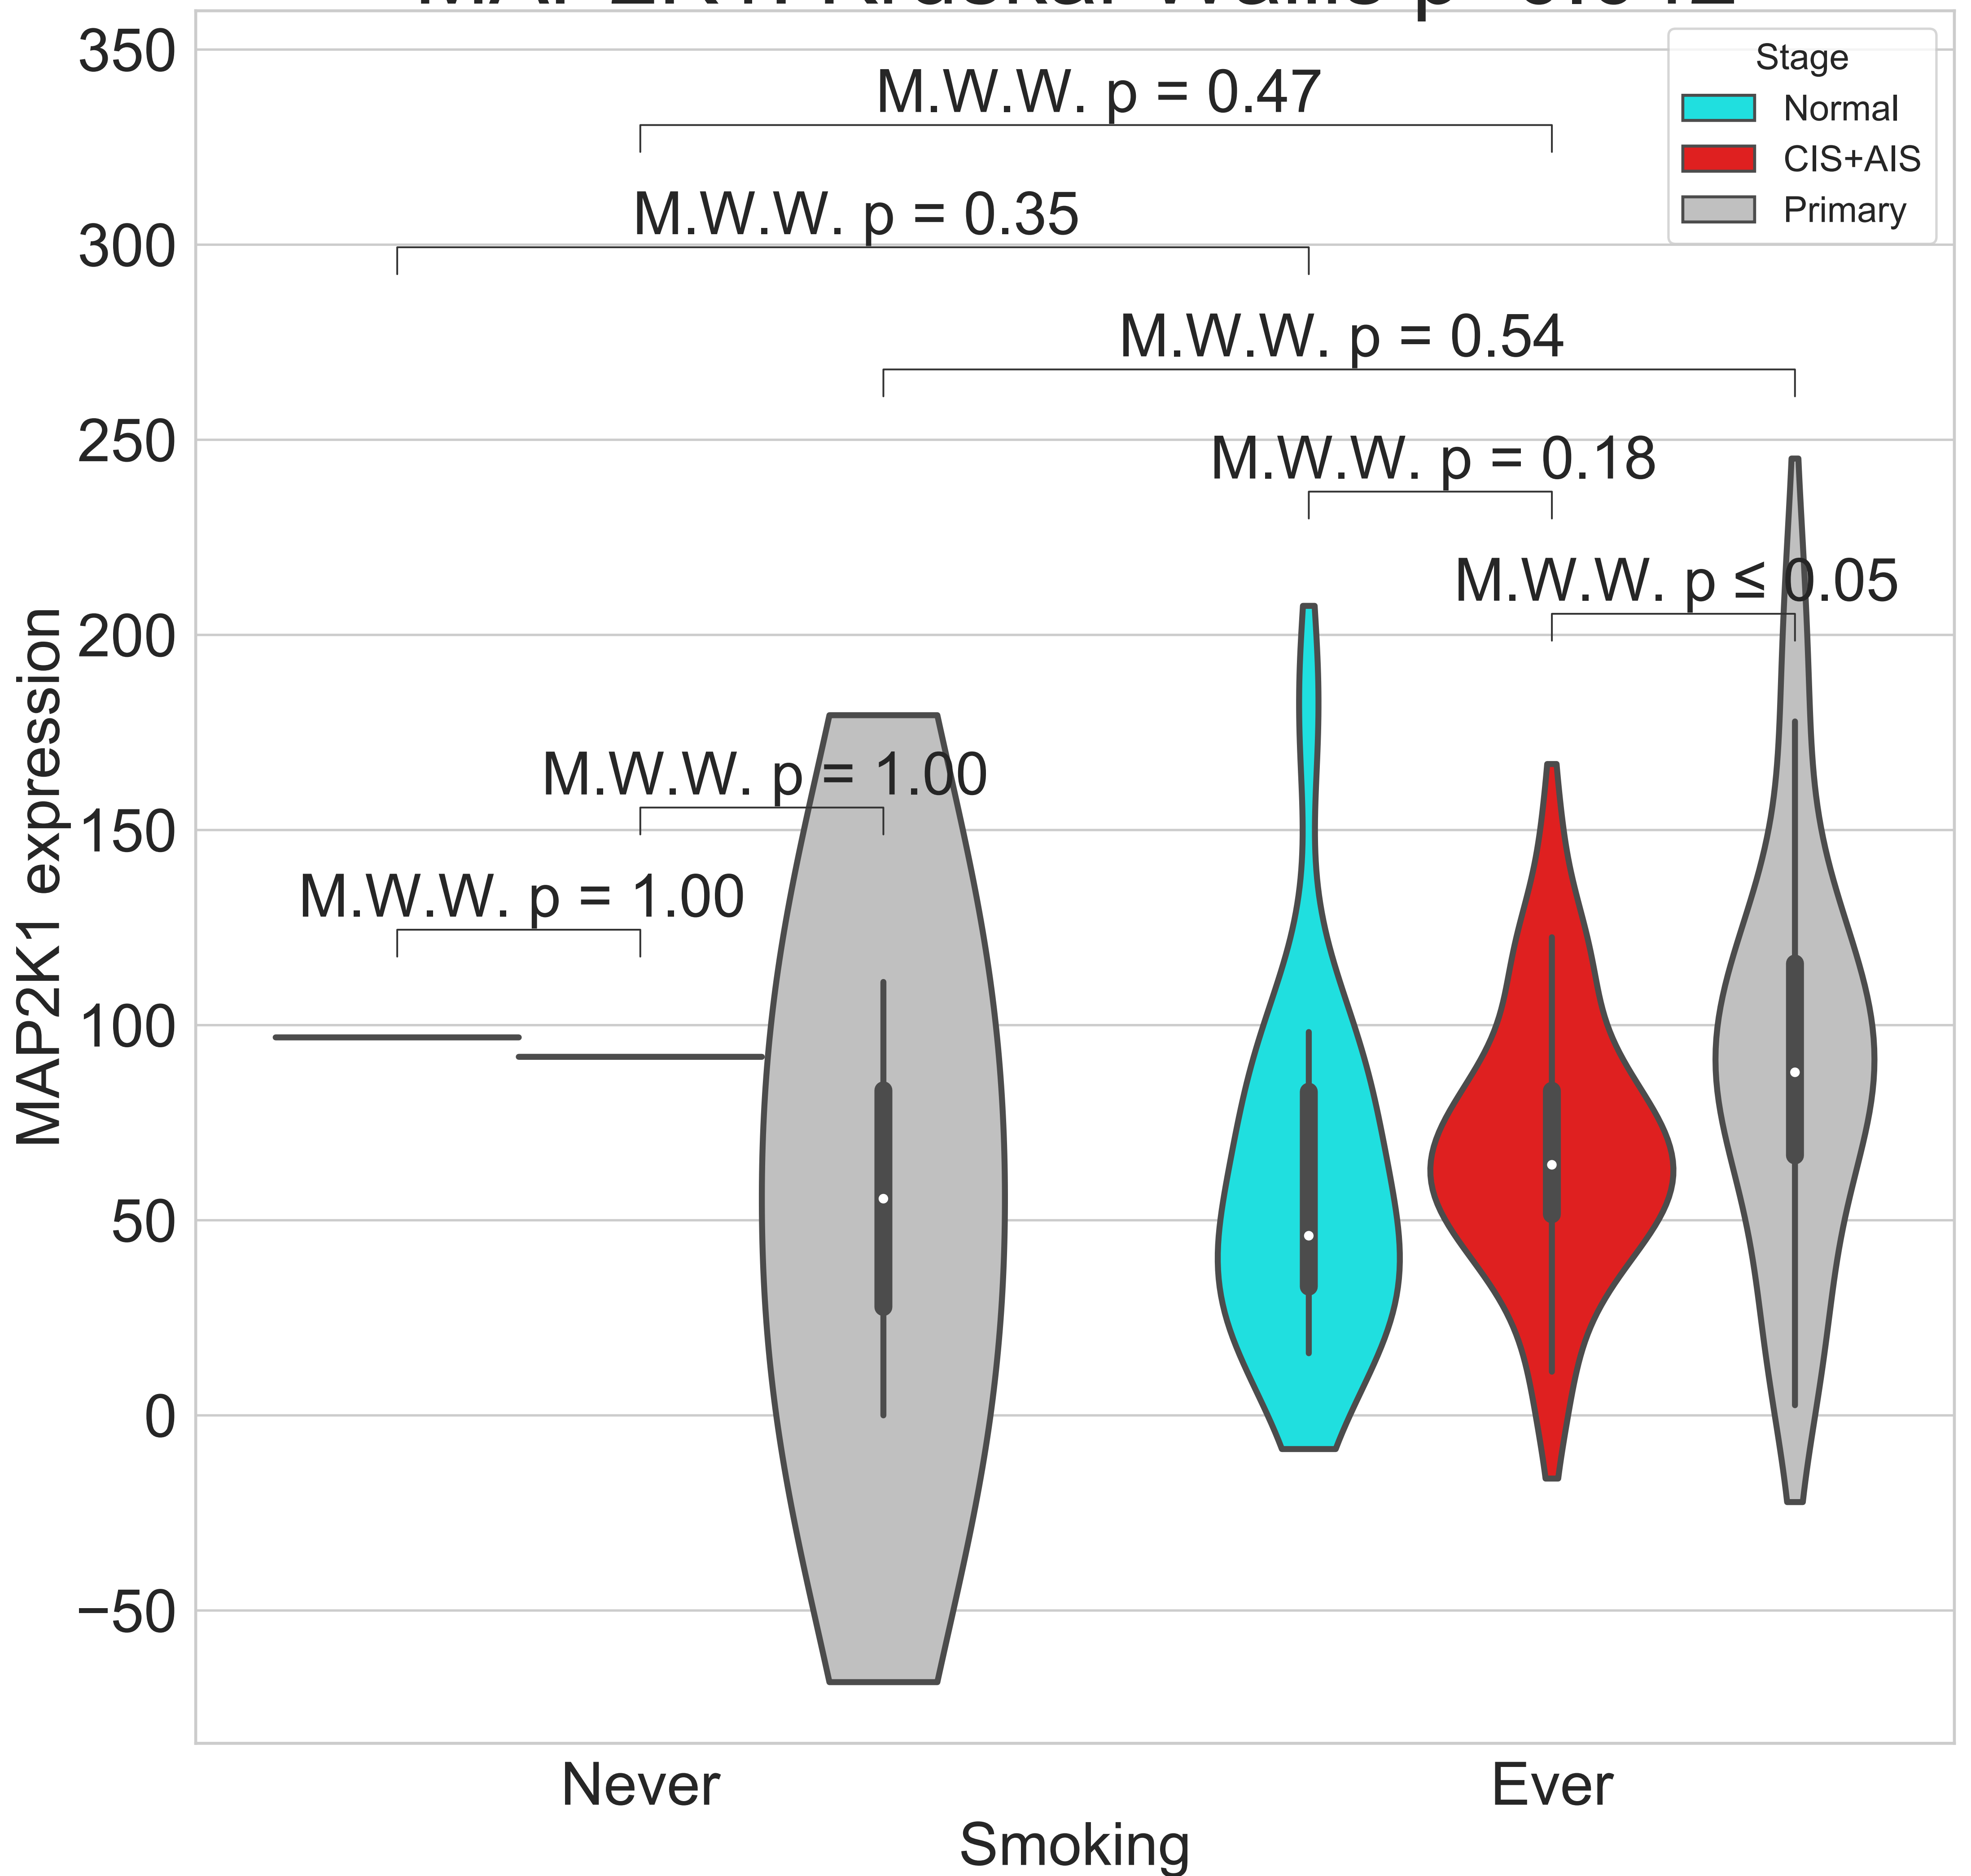 350
300
250
200
150
100
50
0
−50
MAP2K1 expression
M.W.W. p = 0.47
M.W.W. p = 0.35
M.W.W. p = 0.54
M.W.W. p = 0.18
M.W.W. p ≤ 0.05
M.W.W. p = 1.00
M.W.W. p = 1.00
Stage
Normal
CIS+AIS
Primary
Never
Ever
Smoking